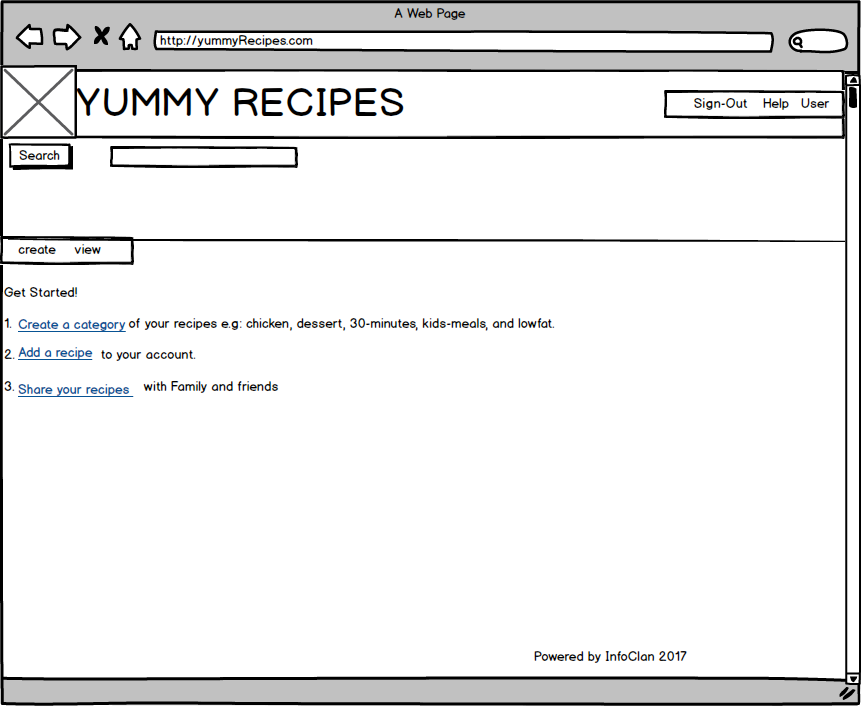 A Web Page
http://yummyRecipes.com
YUMMY RECIPES
Sign-Out Help User
Search
create view
Get Started!
1. Create a category of your recipes e.g: chicken, dessert, 30-minutes, kids-meals, and lowfat.
2. Add a recipe to your account.
3. Share your recipes with Family and friends
Powered by InfoClan 2017